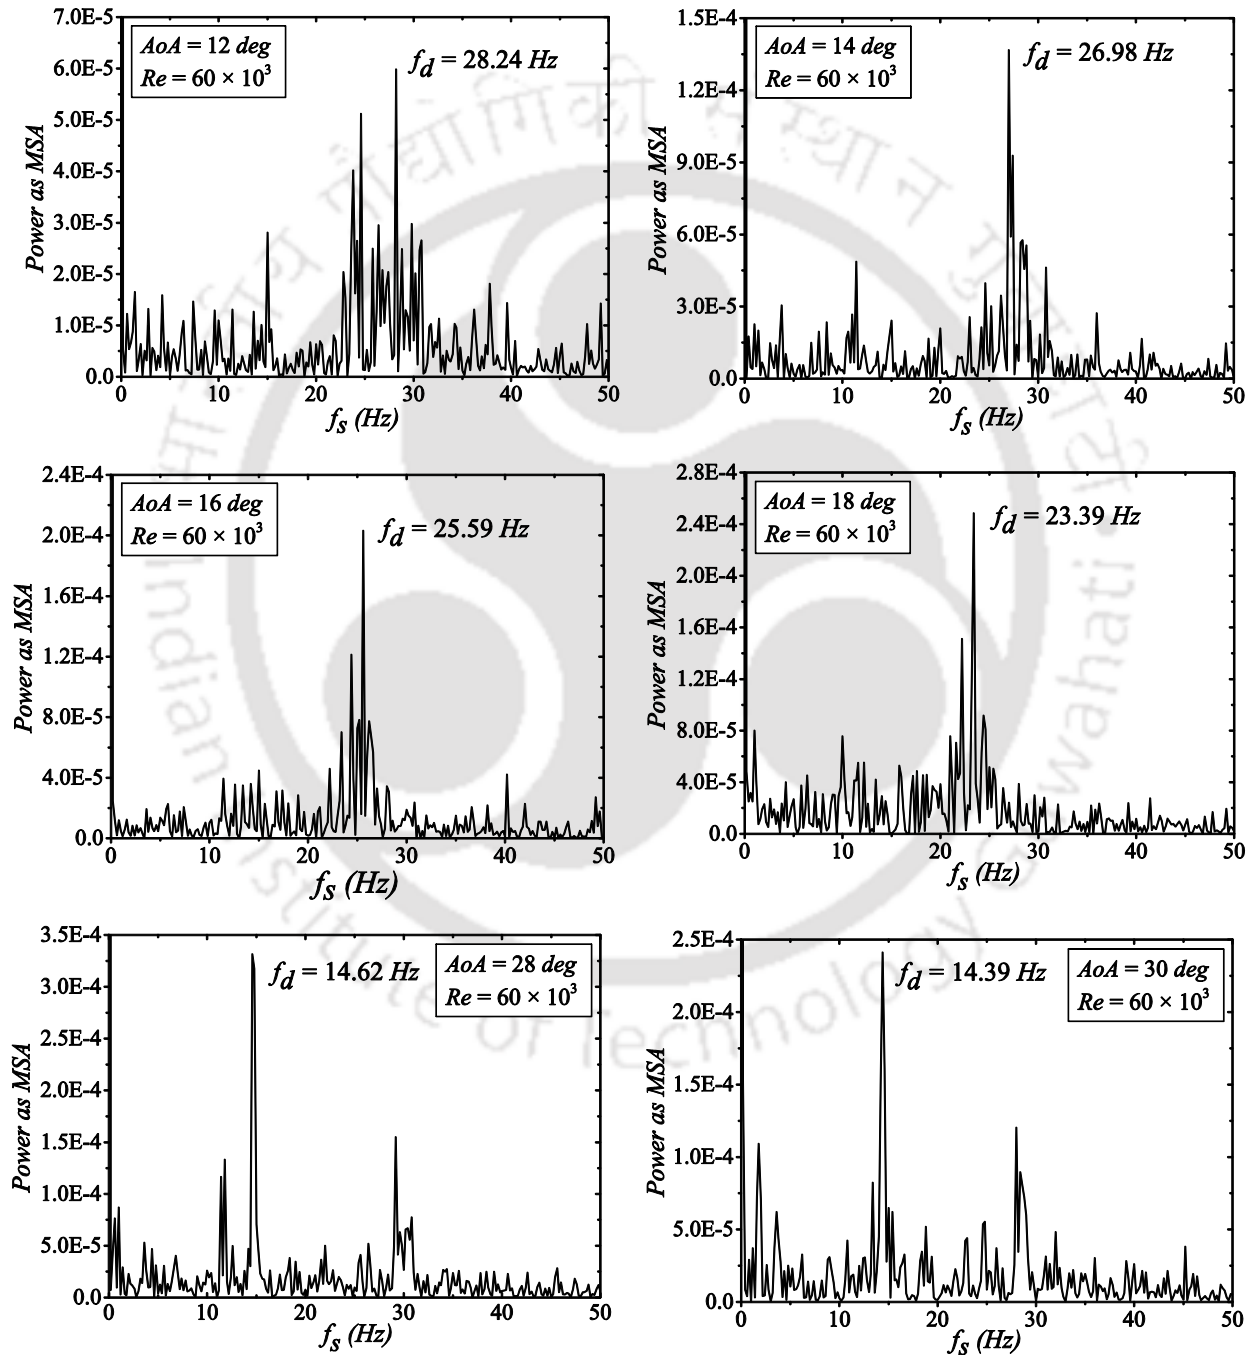 7.0E-5
6.0E-5
5.0E-5
4.0E-5
3.0E-5
2.0E-5
1.0E-5
0.0
Power as MSA
AoA = 12 deg
Re = 60 × 10³
f_d = 28.24 Hz
0 10 20 30 40 50
f_S (Hz)
1.5E-4
1.2E-4
9.0E-5
6.0E-5
3.0E-5
0.0
Power as MSA
AoA = 14 deg
Re = 60 × 10³
f_d = 26.98 Hz
0 10 20 30 40 50
f_S (Hz)
2.4E-4
2.0E-4
1.6E-4
1.2E-4
8.0E-5
4.0E-5
0.0
Power as MSA
AoA = 16 deg
Re = 60 × 10³
f_d = 25.59 Hz
0 10 20 30 40 50
f_S (Hz)
2.8E-4
2.4E-4
2.0E-4
1.6E-4
1.2E-4
8.0E-5
4.0E-5
0.0
Power as MSA
AoA = 18 deg
Re = 60 × 10³
f_d = 23.39 Hz
0 10 20 30 40 50
f_S (Hz)
3.5E-4
3.0E-4
2.5E-4
2.0E-4
1.5E-4
1.0E-4
5.0E-5
0.0
Power as MSA
f_d = 14.62 Hz
AoA = 28 deg
Re = 60 × 10³
0 10 20 30 40 50
f_S (Hz)
2.5E-4
2.0E-4
1.5E-4
1.0E-4
5.0E-5
0.0
Power as MSA
f_d = 14.39 Hz
AoA = 30 deg
Re = 60 × 10³
0 10 20 30 40 50
f_S (Hz)
Indian Institute of Technology Guwahati